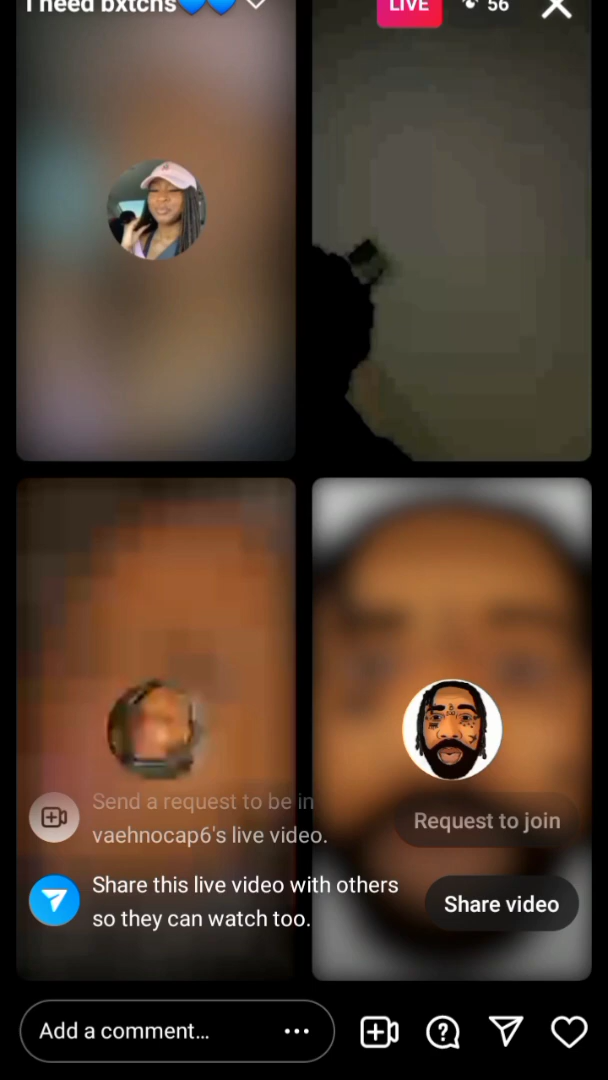 I need bxtchs💙💙
LIVE
56
Send a request to be in
vaehnocap6's live video.
Request to join
Share this live video with others
so they can watch too.
Share video
Add a comment...